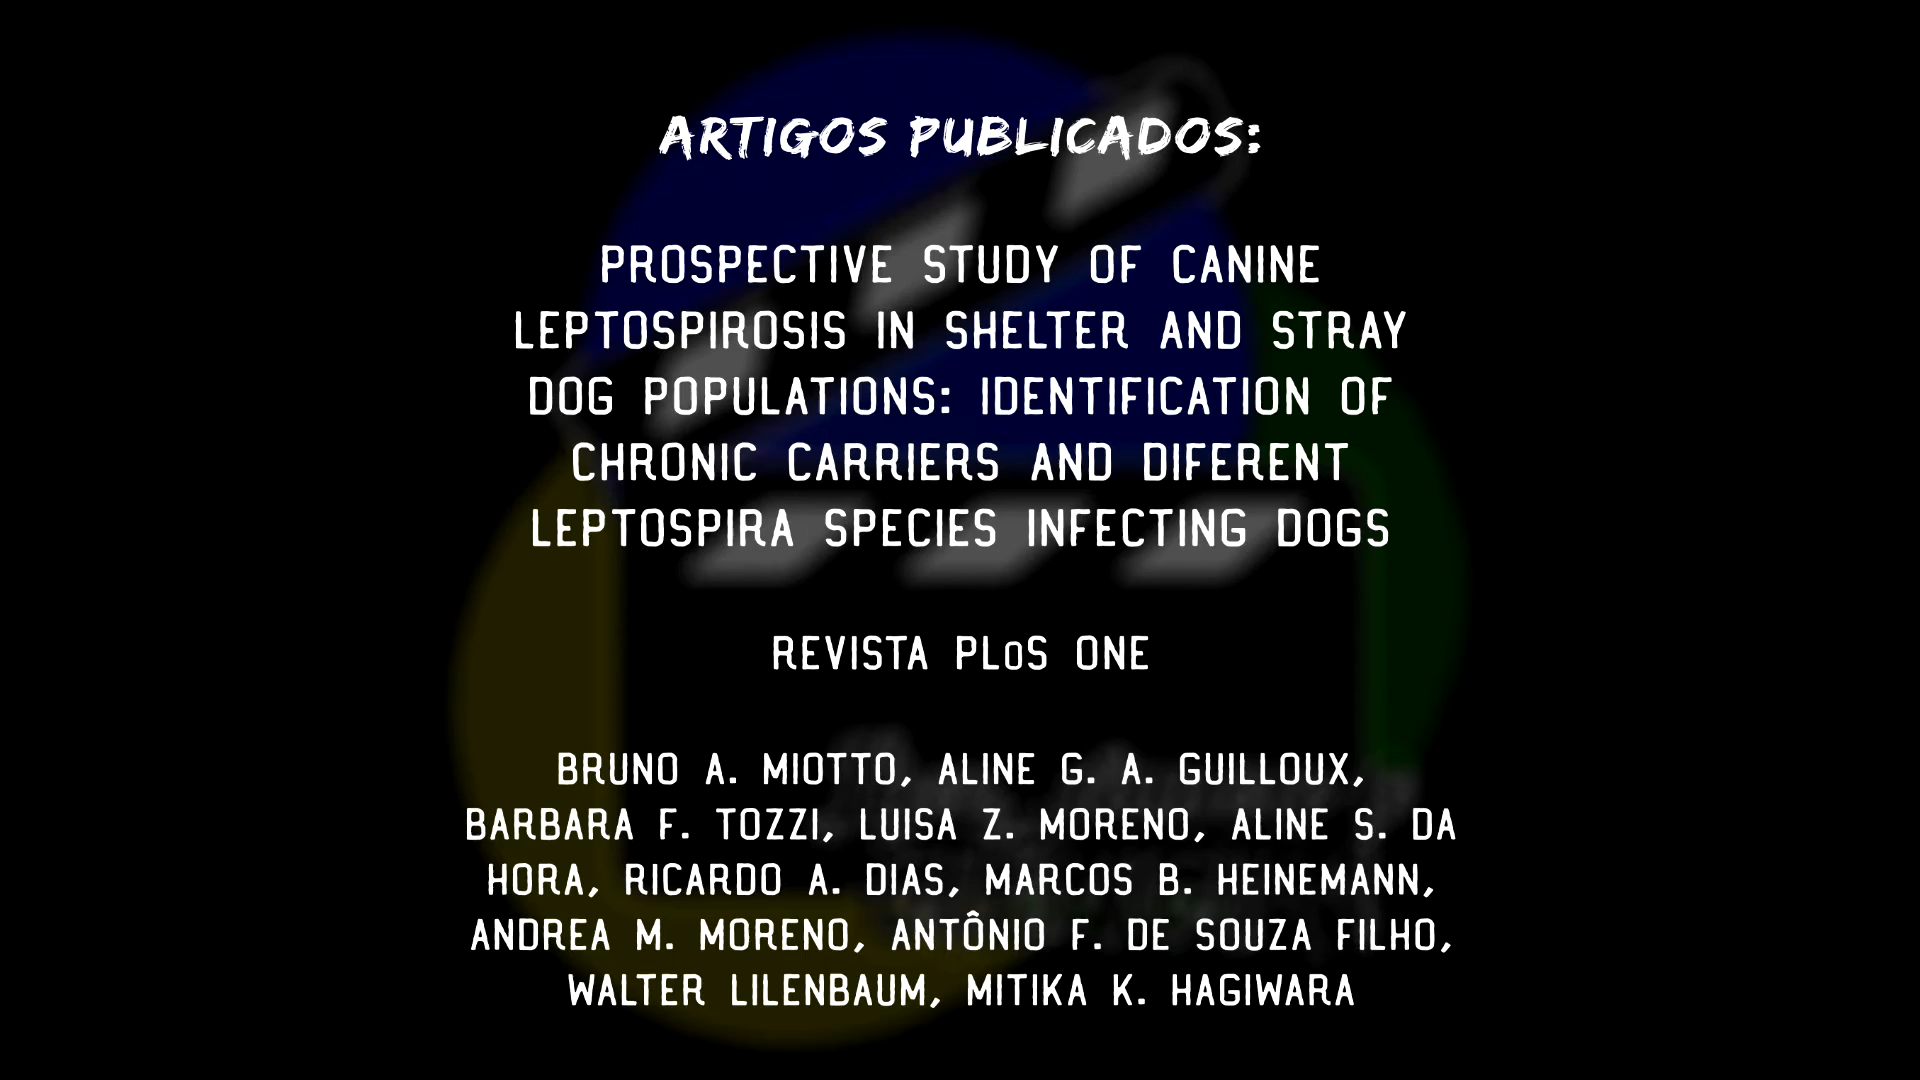 ARTIGOS PUBLICADOS:
PROSPECTIVE STUDY OF CANINE
LEPTOSPIROSIS IN SHELTER AND STRAY
DOG POPULATIONS: IDENTIFICATION OF
CHRONIC CARRIERS AND DIFERENT
LEPTOSPIRA SPECIES INFECTING DOGS
REVISTA PLoS ONE
BRUNO A. MIOTTO, ALINE G. A. GUILLOUX,
BARBARA F. TOZZI, LUISA Z. MORENO, ALINE S. DA
HORA, RICARDO A. DIAS, MARCOS B. HEINEMANN,
ANDREA M. MORENO, ANTÔNIO F. DE SOUZA FILHO,
WALTER LILENBAUM, MITIKA K. HAGIWARA